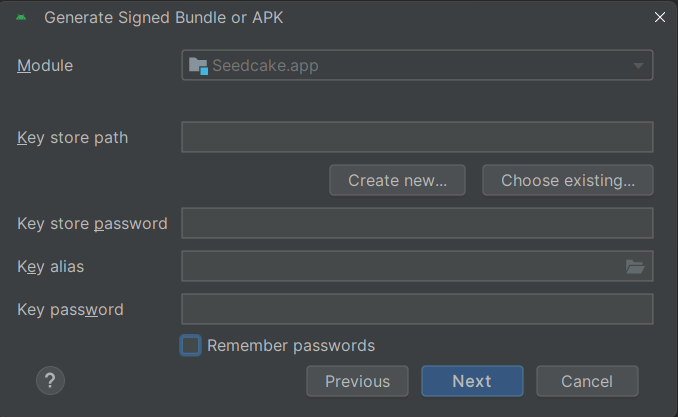 Generate Signed Bundle or APK
Module
Seedcake.app
Key store path
Create new...
Choose existing...
Key store password
Key alias
Key password
Remember passwords
?
Previous
Next
Cancel